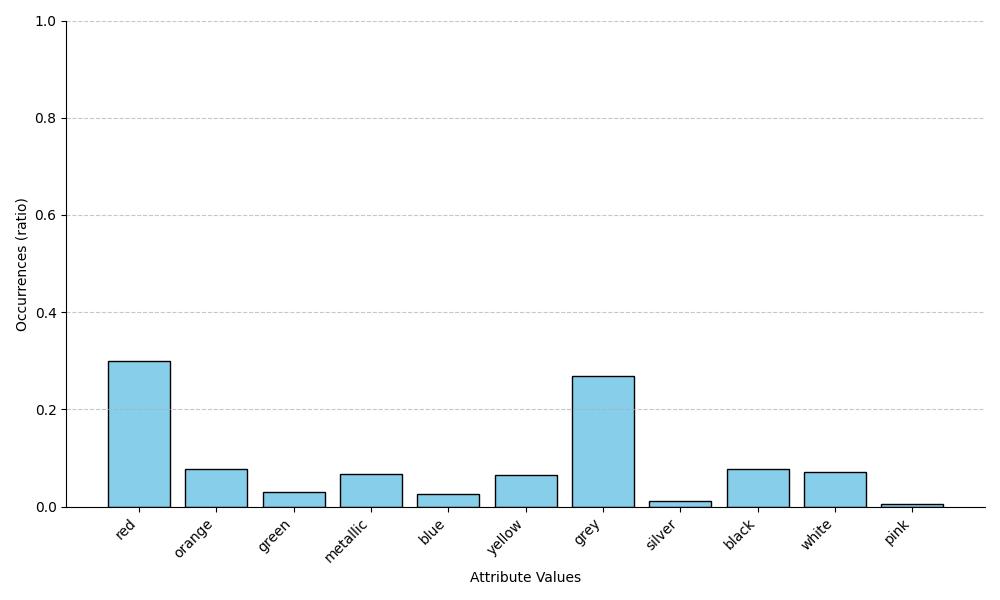 1.0
0.8
0.6
0.4
0.2
0.0
Occurrences (ratio)
red
orange
green
metallic
blue
yellow
grey
silver
black
white
pink
Attribute Values